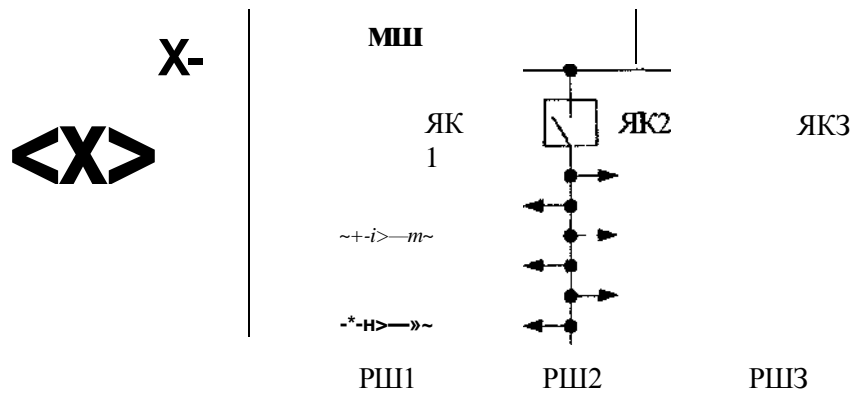 X-
<X>
МШ
ЯК
1
ЯК2
ЯК3
~+-i>—m~
-*-н>—»~
РШ1 РШ2 РШ3